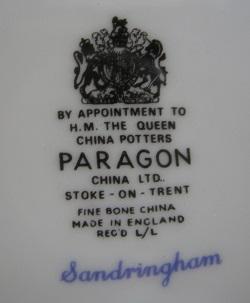 BY APPOINTMENT TO
H.M. THE QUEEN
CHINA POTTERS
PARAGON
CHINA LTD..
STOKE - ON - TRENT
FINE BONE CHINA
MADE IN ENGLAND
REG'D L/L
Sandringham